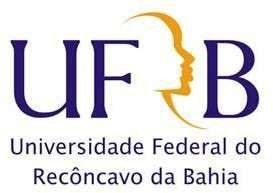 UFRB
Universidade Federal do
Recôncavo da Bahia